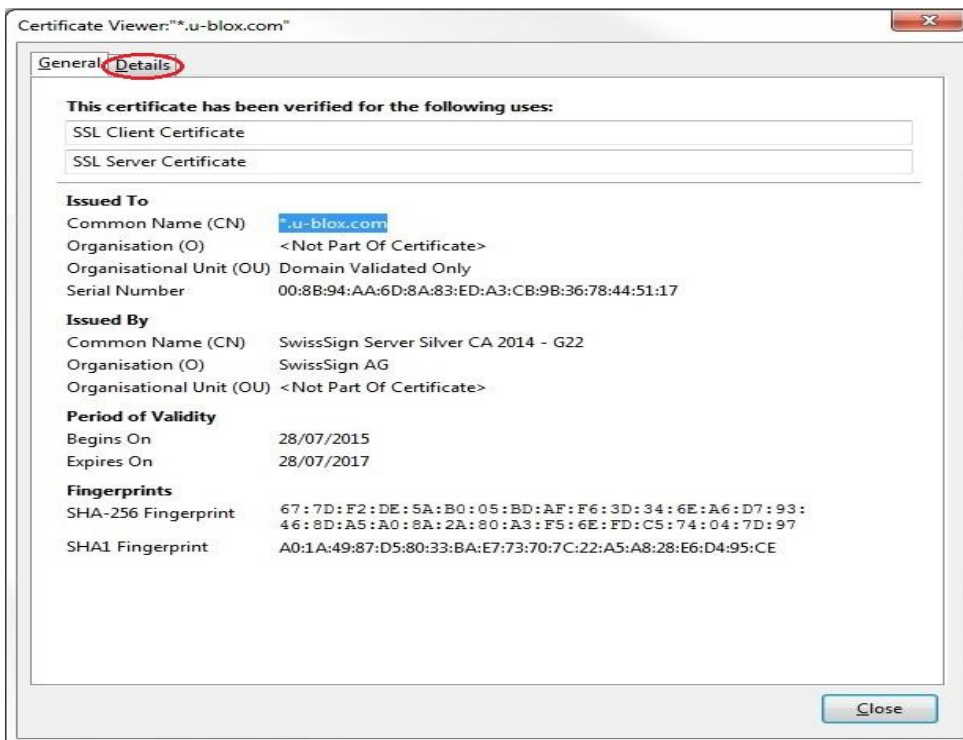 Certificate Viewer:"*.u-blox.com"
General Details
This certificate has been verified for the following uses:
SSL Client Certificate
SSL Server Certificate
Issued To
Common Name (CN) *.u-blox.com
Organisation (O) <Not Part Of Certificate>
Organisational Unit (OU) Domain Validated Only
Serial Number 00:8B:94:AA:6D:8A:83:ED:A3:CB:9B:36:78:44:51:17
Issued By
Common Name (CN) SwissSign Server Silver CA 2014 - G22
Organisation (O) SwissSign AG
Organisational Unit (OU) <Not Part Of Certificate>
Period of Validity
Begins On 28/07/2015
Expires On 28/07/2017
Fingerprints
SHA-256 Fingerprint 67:7D:F2:DE:5A:B0:05:BD:AF:F6:3D:34:6E:A6:D7:93:
46:8D:A5:A0:8A:2A:80:A3:F5:6E:FD:C5:74:04:7D:97
SHA1 Fingerprint A0:1A:49:87:D5:80:33:BA:E7:73:70:7C:22:A5:A8:28:E6:D4:95:CE
Close